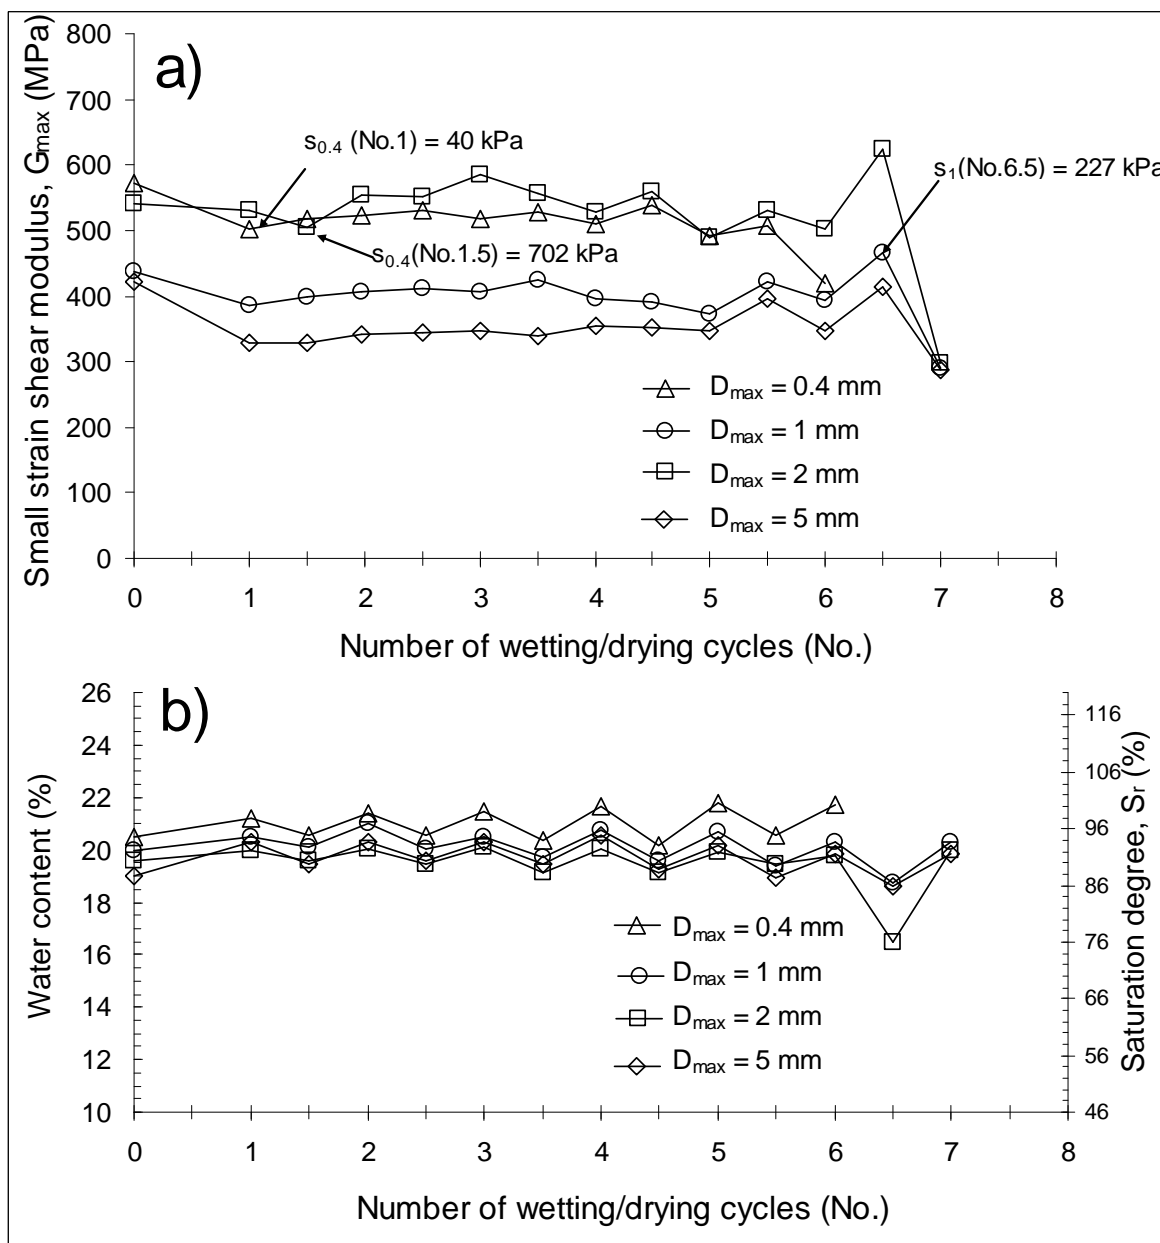 a)
Small strain shear modulus, Gmax (MPa)
800
700
600
500
400
300
200
100
0
s0.4 (No.1) = 40 kPa
s1(No.6.5) = 227 kPa
s0.4(No.1.5) = 702 kPa
Dmax = 0.4 mm
Dmax = 1 mm
Dmax = 2 mm
Dmax = 5 mm
0 1 2 3 4 5 6 7 8
Number of wetting/drying cycles (No.)
b)
Water content (%)
26
24
22
20
18
16
14
12
10
Saturation degree, Sr (%)
116
106
96
86
76
66
56
46
Dmax = 0.4 mm
Dmax = 1 mm
Dmax = 2 mm
Dmax = 5 mm
0 1 2 3 4 5 6 7 8
Number of wetting/drying cycles (No.)